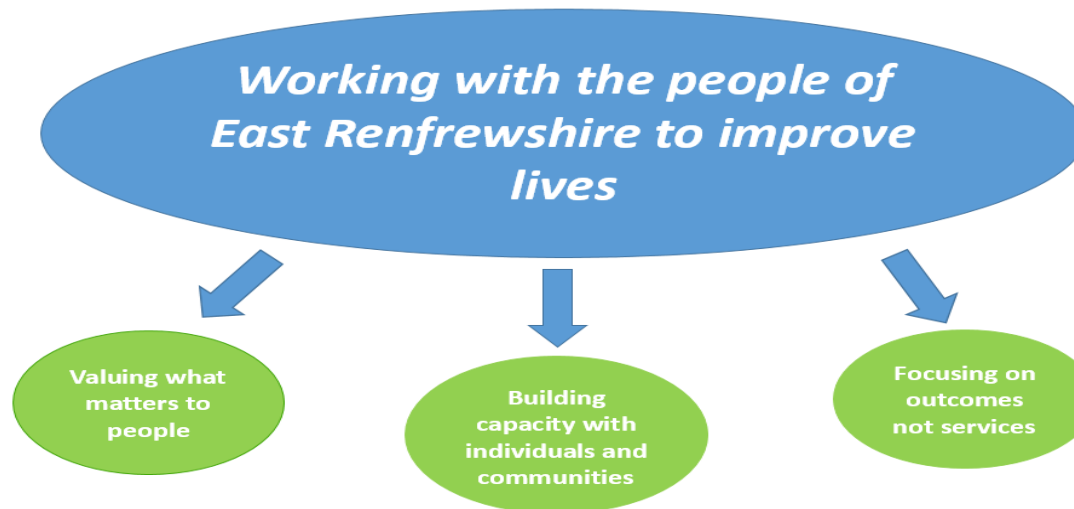 Working with the people of
East Renfrewshire to improve
lives
Valuing what
matters to
people
Building
capacity with
individuals and
communities
Focusing on
outcomes
not services